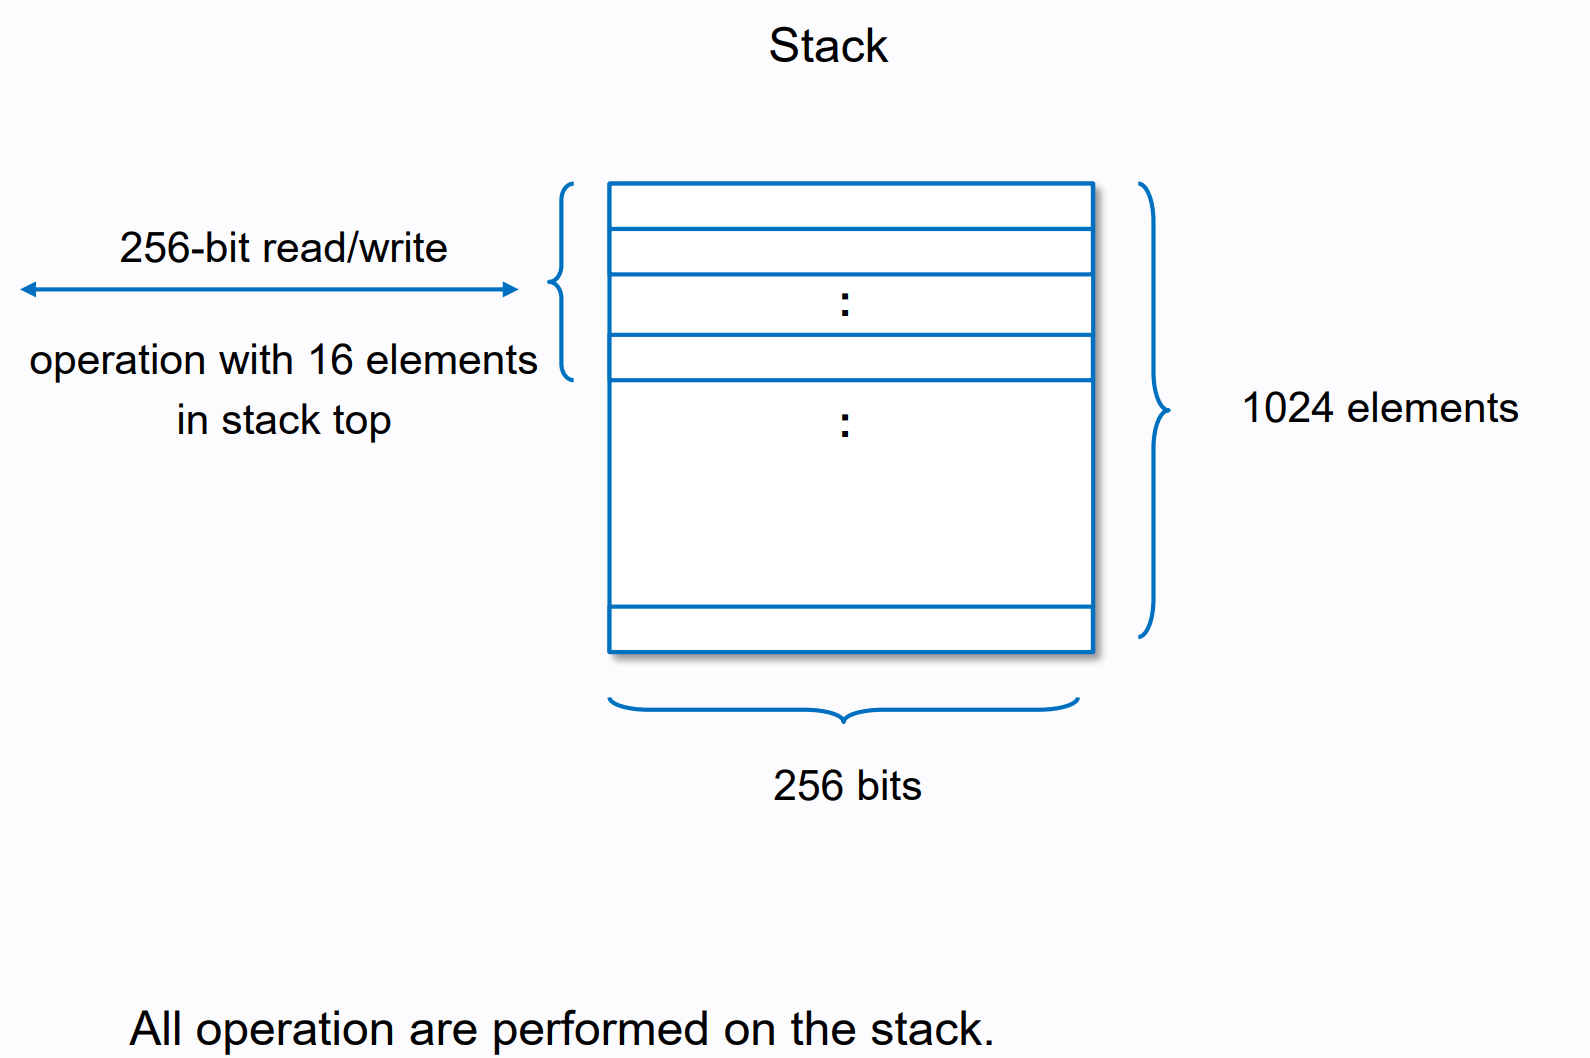 Stack
256-bit read/write
operation with 16 elements
in stack top
:
:
1024 elements
256 bits
All operation are performed on the stack.